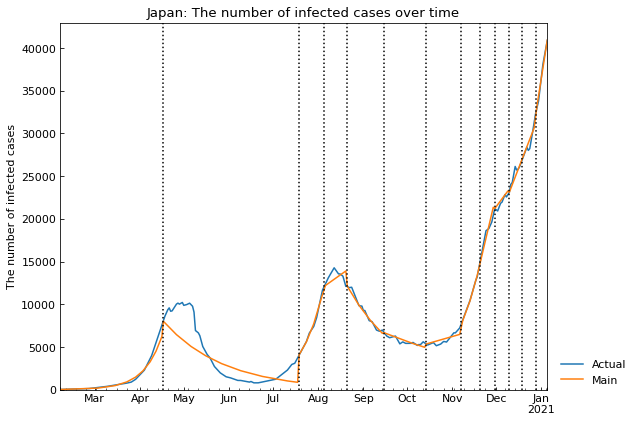 Japan: The number of infected cases over time
The number of infected cases
40000
35000
30000
25000
20000
15000
10000
5000
0
Mar Apr May Jun Jul Aug Sep Oct Nov Dec Jan
2021
Actual
Main